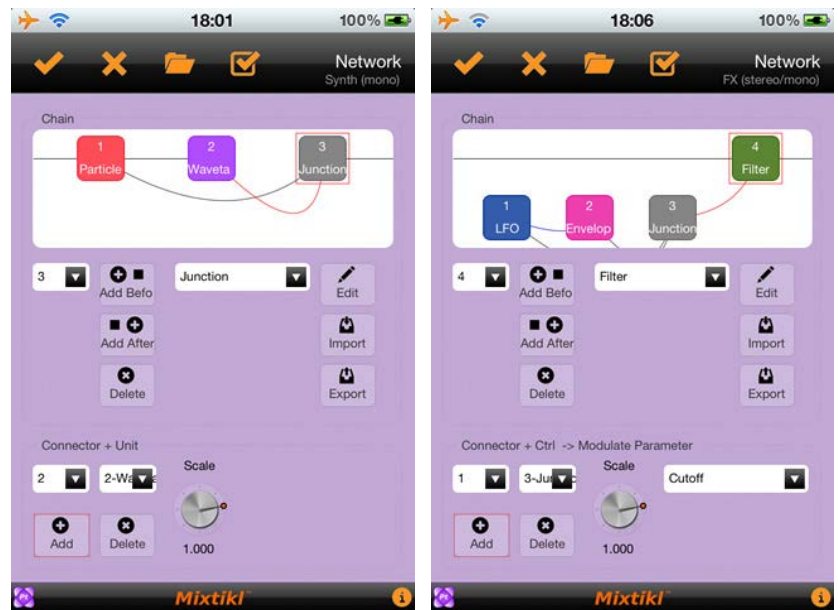 18:01
100%
Network
Synth (mono)
Chain
1
Particle
2
Waveta
3
Junction
3
Add Befo
Junction
Edit
Add After
Import
Delete
Export
Connector + Unit
2
2-Wa
Scale
Add
Delete
1.000
Mixtikl
18:06
100%
Network
FX (stereo/mono)
Chain
4
Filter
1
LFO
2
Envelop
3
Junction
4
Add Befo
Filter
Edit
Add After
Import
Delete
Export
Connector + Ctrl -> Modulate Parameter
1
3-Ju
Scale
Cutoff
Add
Delete
1.000
Mixtikl